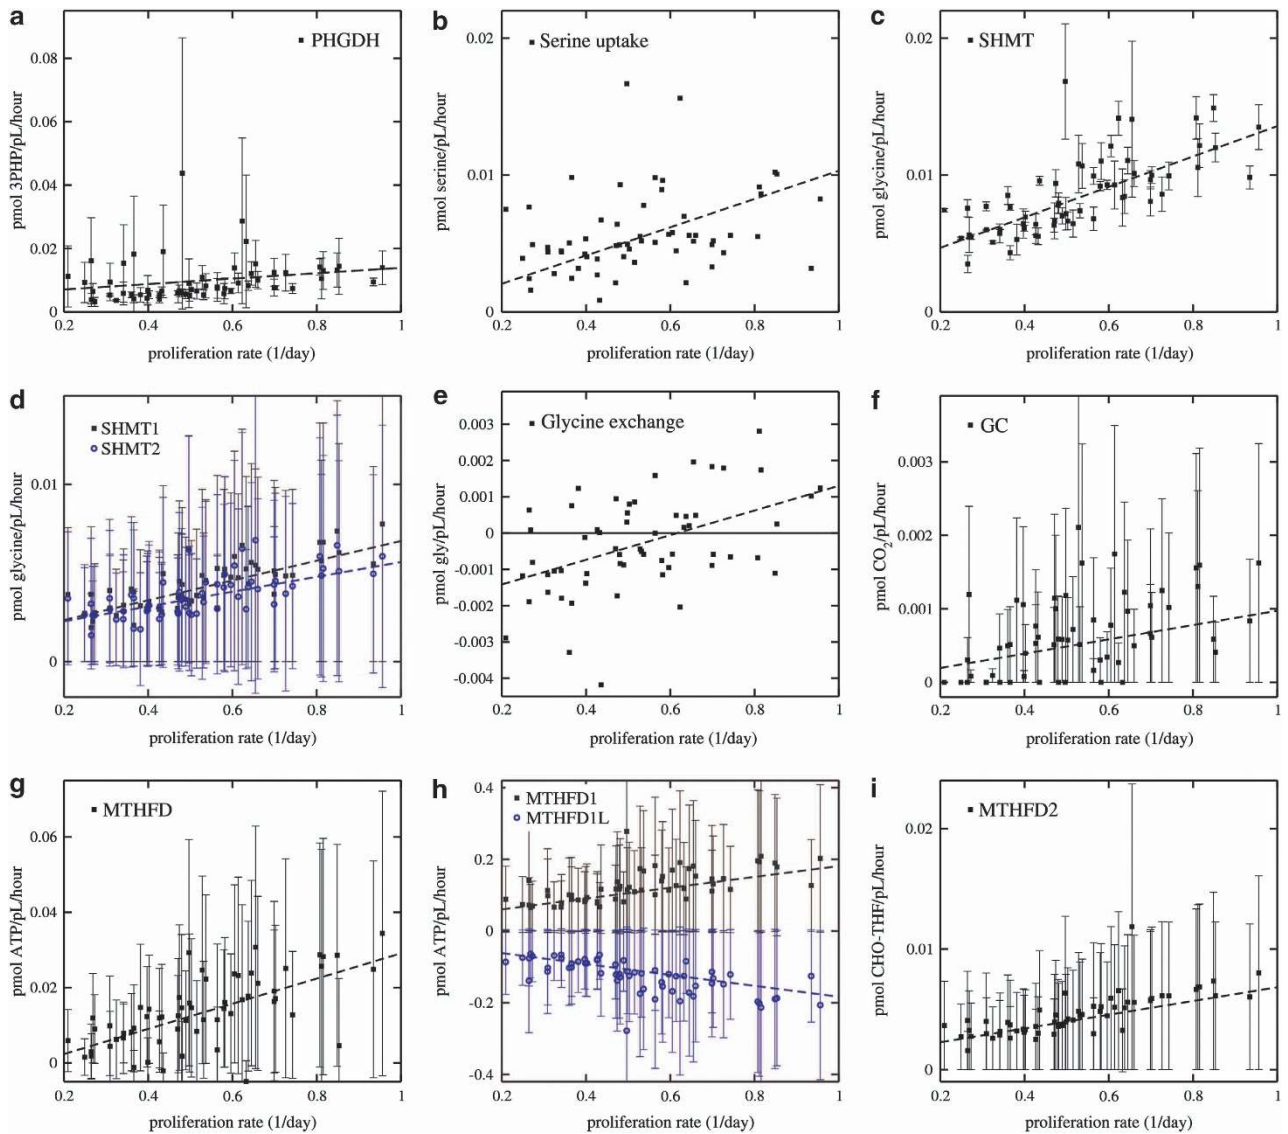 a
PHGDH
pmol 3PHP/pL/hour
0.08
0.06
0.04
0.02
0
0.2 0.4 0.6 0.8 1
proliferation rate (1/day)
b
Serine uptake
pmol serine/pL/hour
0.02
0.01
0
0.2 0.4 0.6 0.8 1
proliferation rate (1/day)
c
SHMT
pmol glycine/pL/hour
0.02
0.01
0
0.2 0.4 0.6 0.8 1
proliferation rate (1/day)
d
SHMT1
SHMT2
pmol glycine/pL/hour
0.01
0
0.2 0.4 0.6 0.8 1
proliferation rate (1/day)
e
Glycine exchange
pmol gly/pL/hour
0.003
0.002
0.001
0
-0.001
-0.002
-0.003
-0.004
0.2 0.4 0.6 0.8 1
proliferation rate (1/day)
f
GC
pmol CO2/pL/hour
0.003
0.002
0.001
0
0.2 0.4 0.6 0.8 1
proliferation rate (1/day)
g
MTHFD
pmol ATP/pL/hour
0.06
0.04
0.02
0
0.2 0.4 0.6 0.8 1
proliferation rate (1/day)
h
MTHFD1
MTHFD1L
pmol ATP/pL/hour
0.4
0.2
0
-0.2
-0.4
0.2 0.4 0.6 0.8 1
proliferation rate (1/day)
i
MTHFD2
pmol CHO-THF/pL/hour
0.02
0.01
0
0.2 0.4 0.6 0.8 1
proliferation rate (1/day)